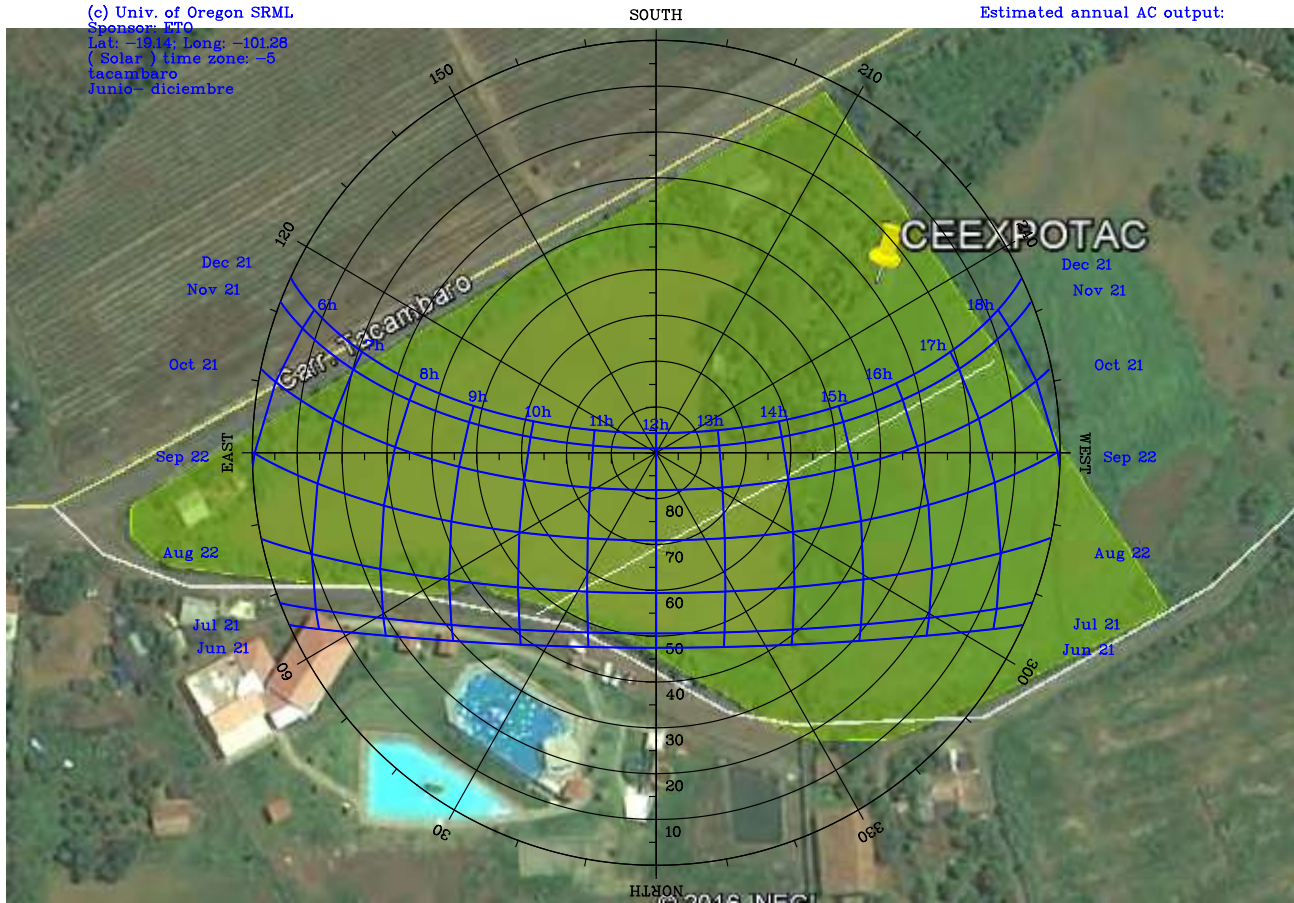 (c) Univ. of Oregon SRML
SOUTH
Estimated annual AC output:
Sponsor: ETO
Lat: -19.14; Long: -101.28
( Solar ) time zone: -5
tacambaro
Junio- diciembre
150
210
120
240
CEEXPOTAC
Dec 21
Dec 21
Nov 21
Nov 21
Carr. Tacambaro
6h
18h
7h
17h
Oct 21
Oct 21
8h
16h
9h
15h
10h
14h
11h
12h
13h
EAST
WEST
Sep 22
Sep 22
80
Aug 22
Aug 22
70
60
Jul 21
Jul 21
Jun 21
50
Jun 21
60
300
40
30
20
30
10
330
NORTH
© 2016 INEGI